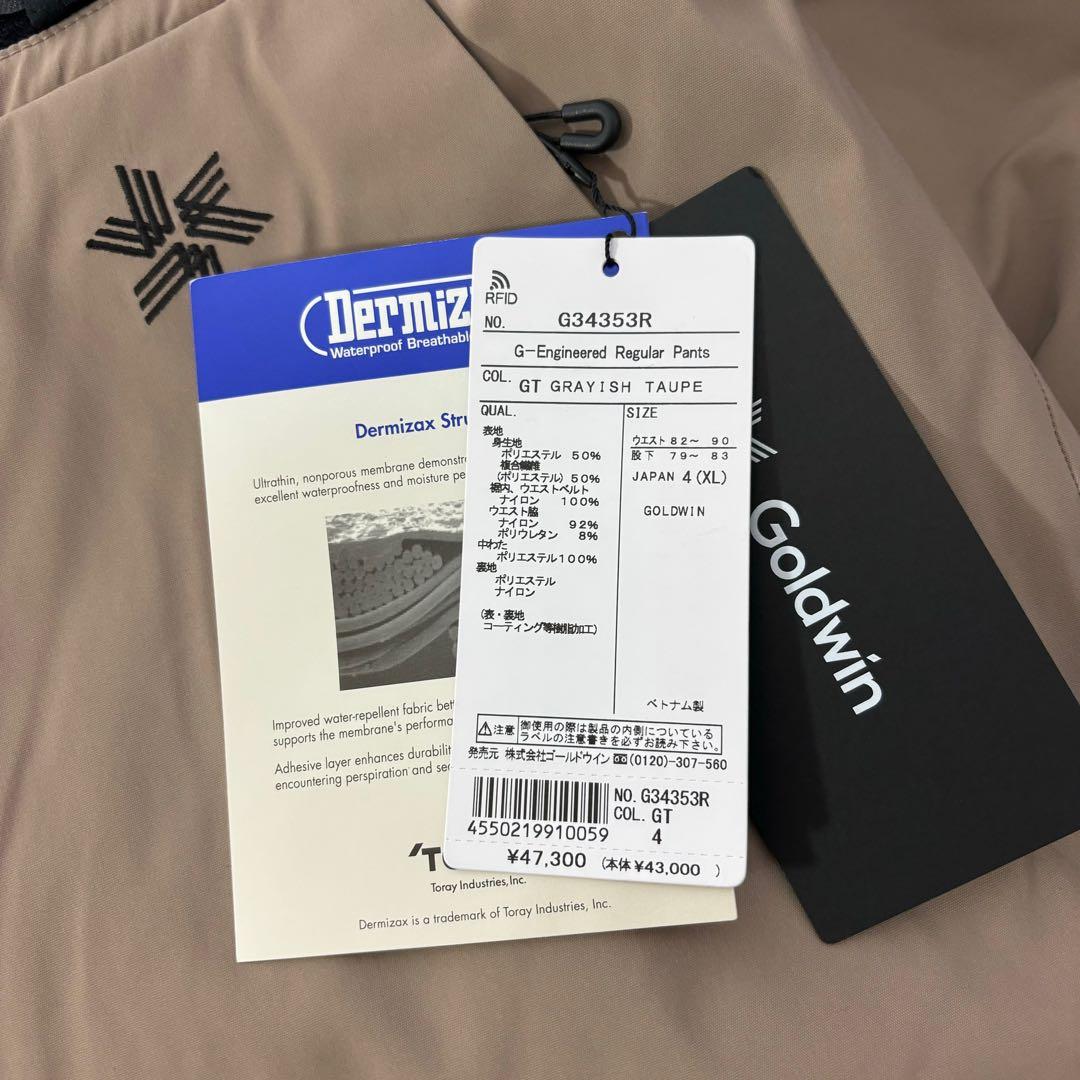 Dermiz
Waterproof Breathable
Dermizax
Ultrathin, nonporous membrane
excellent waterproofness and moisture
Improved water-repellent fabric
supports the membrane's
Adhesive layer enhances
encountering perspiration and
Toray Industries, Inc.
Dermizax is a trademark of Toray Industries, Inc.
RFID
NO. G34353R
G-Engineered Regular Pants
COL. GT GRAYISH TAUPE
QUAL.
表地
身生地
ポリエステル 50%
複合繊維
(ポリエステル) 50%
裾内、ウエストベルト
ナイロン 100%
ウエスト脇
ナイロン 92%
ポリウレタン 8%
中わた
ポリエステル100%
裏地
ポリエステル
ナイロン
(表・裏地
コーティング等樹脂加工)
SIZE
ウエスト 82~ 90
股下 79~ 83
JAPAN 4(XL)
GOLDWIN
ベトナム製
注意 御使用の際は製品の内側についている
ラベルの注意書きを必ずお読み下さい。
発売元 株式会社ゴールドウイン (0120)-307-560
4550219910059
NO. G34353R
COL. GT
4
¥47,300 (本体 ¥43,000 )
Goldwin